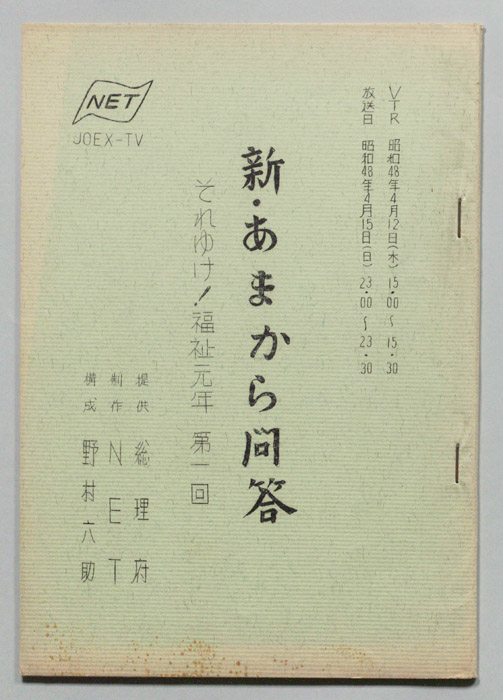 NET
JOEX-TV
VTR 昭和48年4月12日(木) 15・00〜15・30
放送日 昭和48年4月15日(日) 23・00〜23・30
新・あまから問答
それゆけ!福祉元年 第一回
提供 総理府
制作 NET
構成 野村六助